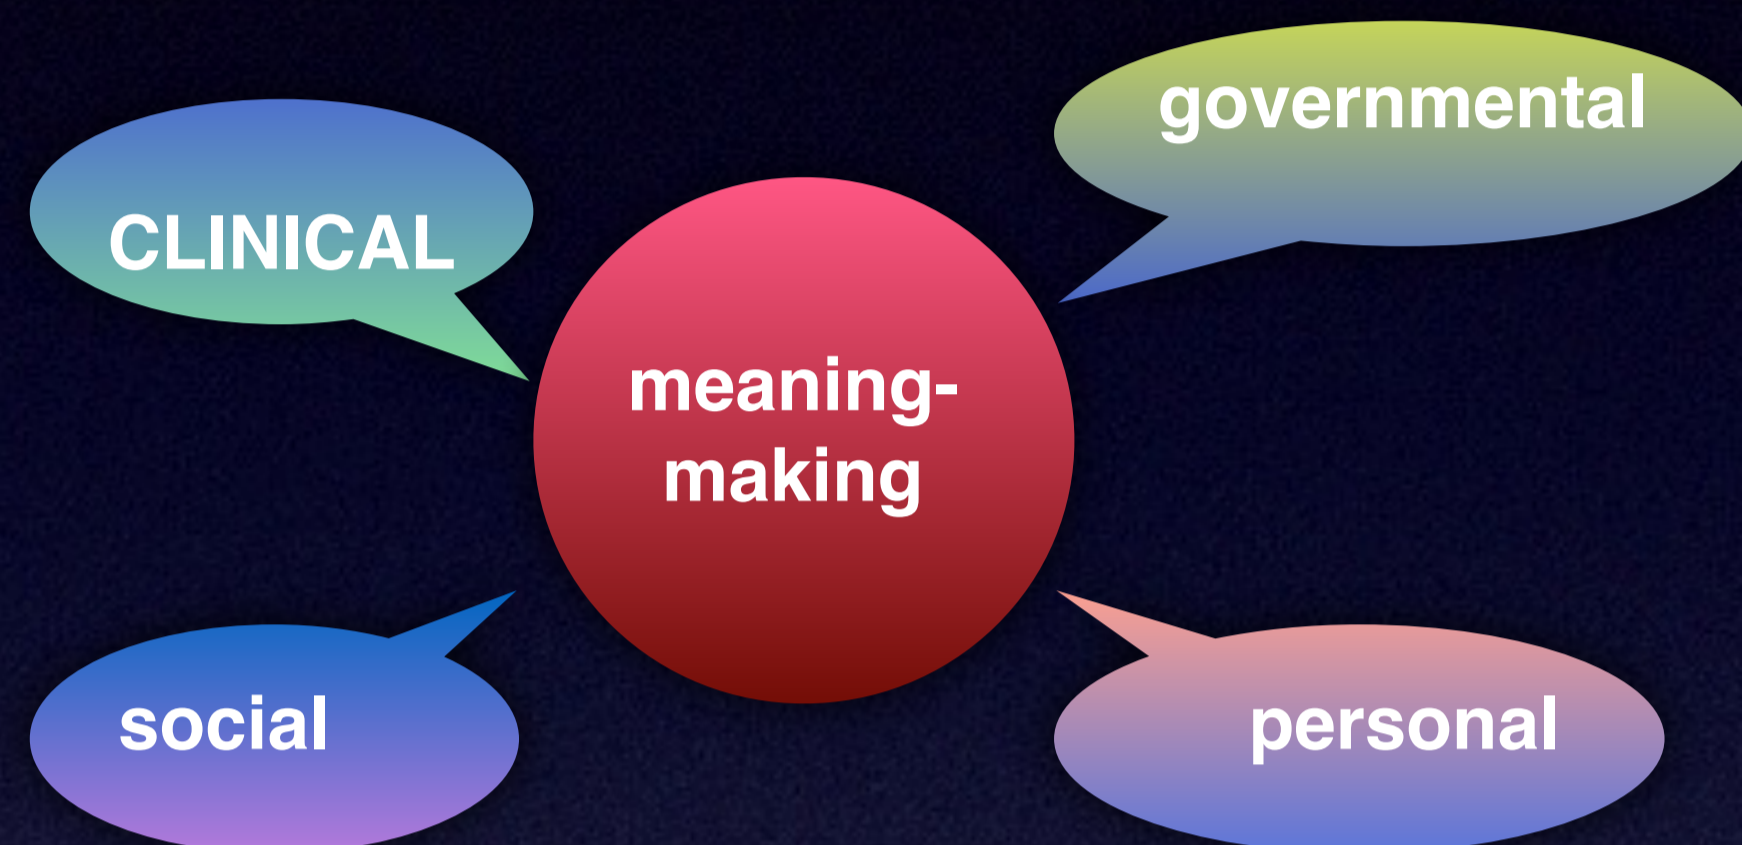 governmental
CLINICAL
meaning-
making
social
personal